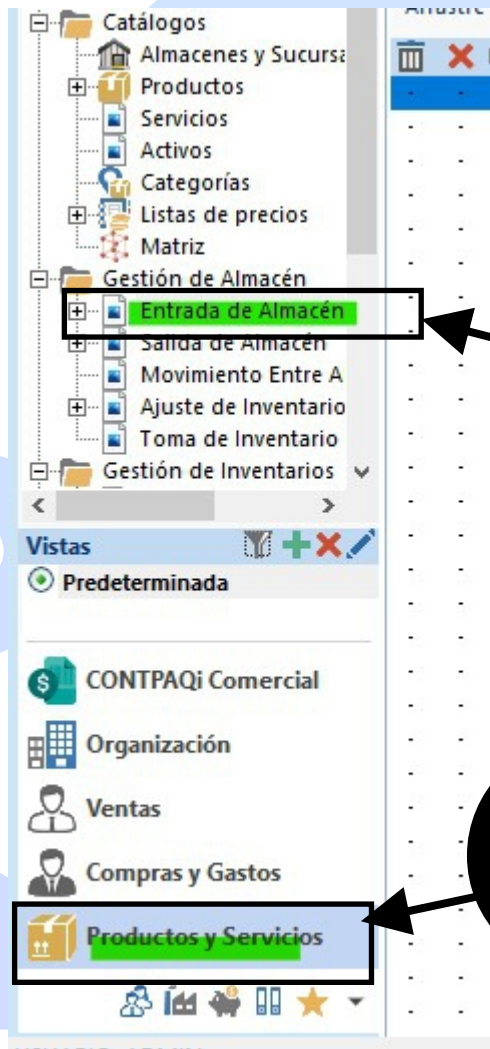 Catálogos
Almacenes y Sucursa
Productos
Servicios
Activos
Categorías
Listas de precios
Matriz
Gestión de Almacén
Entrada de Almacén
Salida de Almacén
Movimiento Entre A
Ajuste de Inventario
Toma de Inventario
Gestión de Inventarios
Vistas
Predeterminada
CONTPAQi Comercial
Organización
Ventas
Compras y Gastos
Productos y Servicios